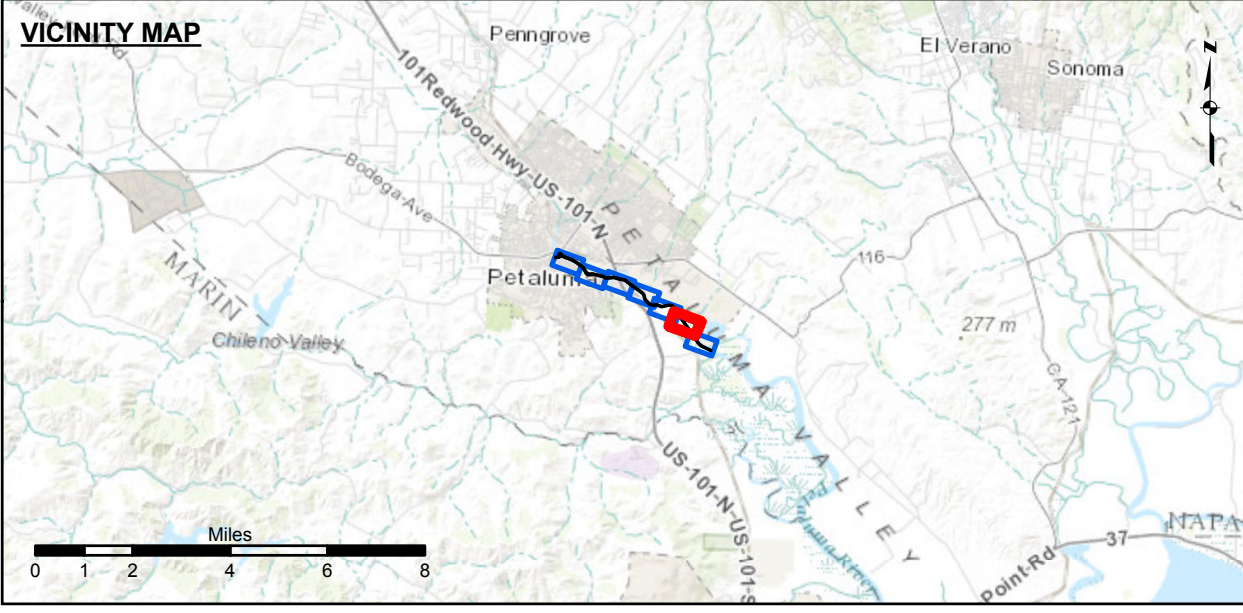 VICINITY MAP
Penngrove
El Verano
Sonoma
N
101 Redwood-Hwy-US-101-N
Bodega-Ave
PETALUMA VALLEY
Petaluma
116
277 m
MARIN
Chileno-Valley
CA-121
US-101-N-US-101-S
Petaluma River
NAPA
37
Point-Rd
Miles
0 1 2 4 6 8